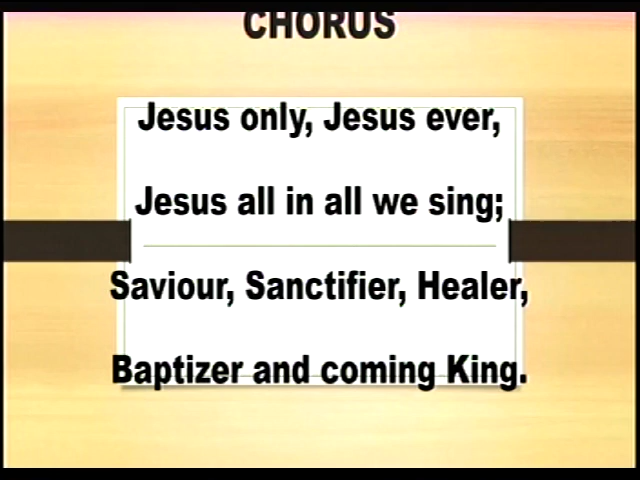 CHORUS
Jesus only, Jesus ever,
Jesus all in all we sing;
Saviour, Sanctifier, Healer,
Baptizer and coming King.